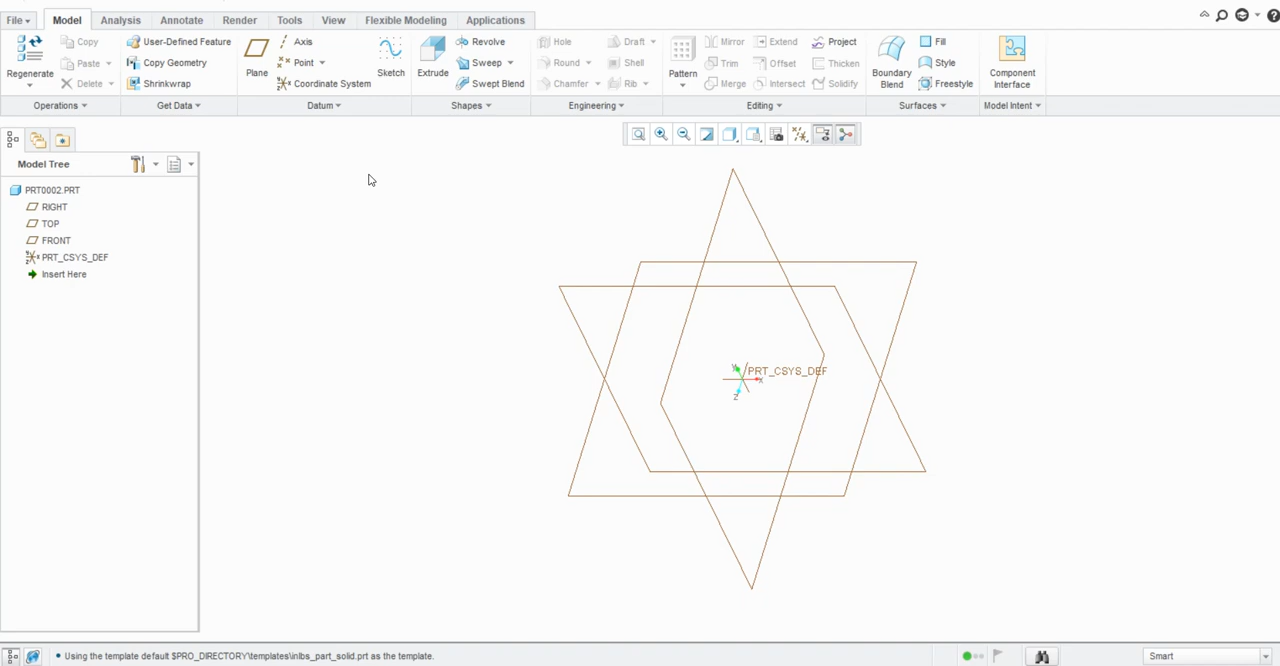 File Model Analysis Annotate Render Tools View Flexible Modeling Applications
Regenerate
Copy
Paste
Delete
Operations
User-Defined Feature
Copy Geometry
Shrinkwrap
Get Data
Plane
Axis
Point
Coordinate System
Sketch
Datum
Extrude
Revolve
Sweep
Swept Blend
Shapes
Hole
Round
Chamfer
Draft
Shell
Rib
Engineering
Pattern
Mirror
Trim
Merge
Extend
Offset
Intersect
Project
Thicken
Solidify
Editing
Boundary
Blend
Fill
Style
Freestyle
Surfaces
Component
Interface
Model Intent
Model Tree
PRT0002.PRT
RIGHT
TOP
FRONT
PRT_CSYS_DEF
Insert Here
Y
PRT_CSYS_DEF
X
Z
• Using the template default $PRO_DIRECTORY\templates\inlbs_part_solid.prt as the template.
Smart